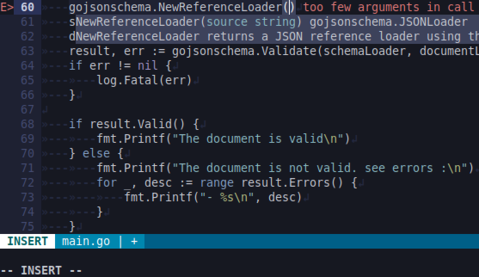 E> 60 gojsonschema.NewReferenceLoader() too few arguments in call
61 sNewReferenceLoader(source string) gojsonschema.JSONLoader
62 dNewReferenceLoader returns a JSON reference loader using th
63 result, err := gojsonschema.Validate(schemaLoader, documentL
64 if err != nil {
65 log.Fatal(err)
66 }
67
68 if result.Valid() {
69 fmt.Printf("The document is valid\n")
70 } else {
71 fmt.Printf("The document is not valid. see errors :\n")
72 for _, desc := range result.Errors() {
73 fmt.Printf("- %s\n", desc)
74 }
75 }
INSERT main.go | +
-- INSERT --